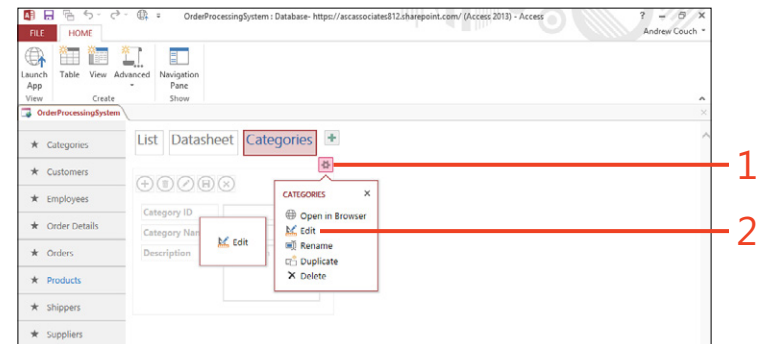 OrderProcessingSystem : Database- https://ascassociates812.sharepoint.com/ (Access 2013) - Access
?
FILE HOME
Andrew Couch
Launch App
Table
View
Advanced
Navigation Pane
View
Create
Show
OrderProcessingSystem
List Datasheet Categories
1
Categories
Customers
Employees
Order Details
Orders
Products
Shippers
Suppliers
Category ID
Category Nam
Description
Edit
CATEGORIES
Open in Browser
Edit
2
Rename
Duplicate
Delete